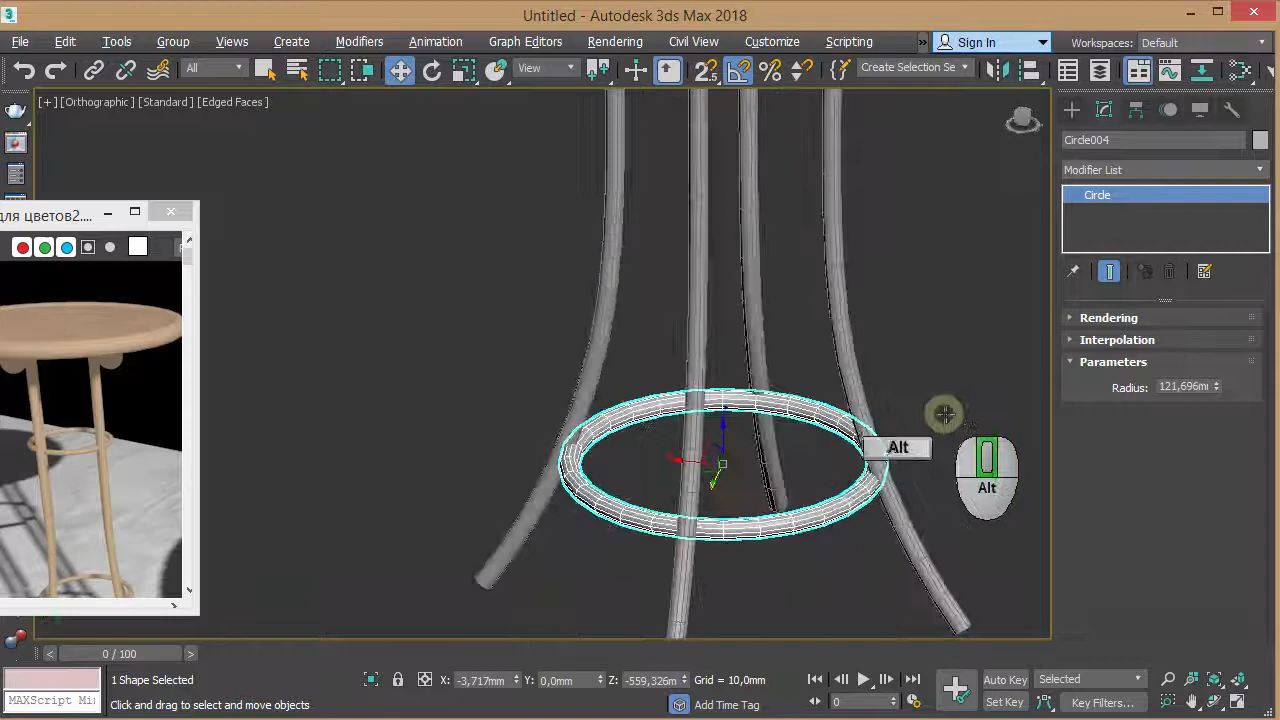 Untitled - Autodesk 3ds Max 2018
File Edit Tools Group Views Create Modifiers Animation Graph Editors Rendering Civil View Customize Scripting » Sign In Workspaces: Default
All View Create Selection Se
[+] [Orthographic] [Standard] [Edged Faces]
Circle004
Modifier List
Circle
для цветов2....
Rendering
Interpolation
Parameters
Radius: 121,696m
Alt
Alt
0 / 100
1 Shape Selected X: -3,717mm Y: 0,0mm Z: -559,326m Grid = 10,0mm Auto Key Selected
MAXScript Mi Click and drag to select and move objects Add Time Tag 0 Set Key Key Filters...